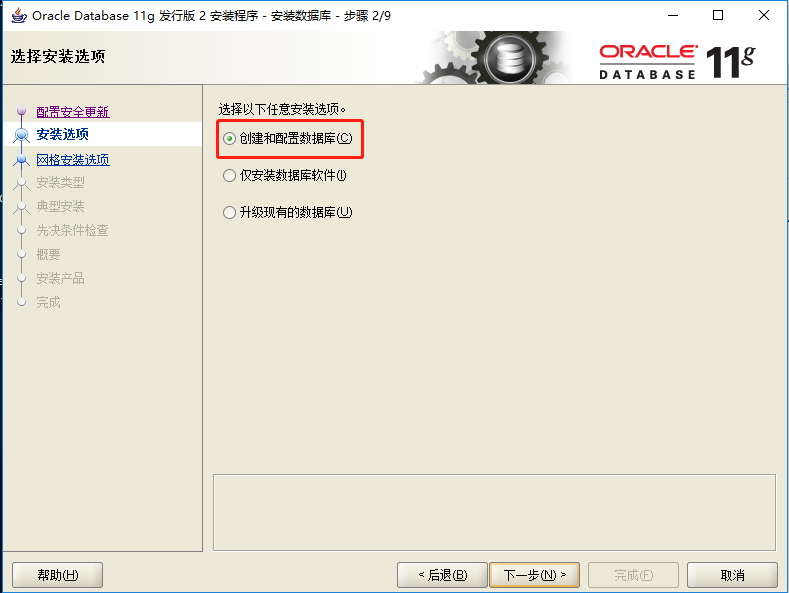 Oracle Database 11g 发行版 2 安装程序 - 安装数据库 - 步骤 2/9
选择安装选项
ORACLE
DATABASE
11g
配置安全更新
安装选项
网格安装选项
安装类型
典型安装
先决条件检查
概要
安装产品
完成
选择以下任意安装选项。
创建和配置数据库(C)
仅安装数据库软件(I)
升级现有的数据库(U)
帮助(H)
< 后退(B)
下一步(N) >
完成(F)
取消